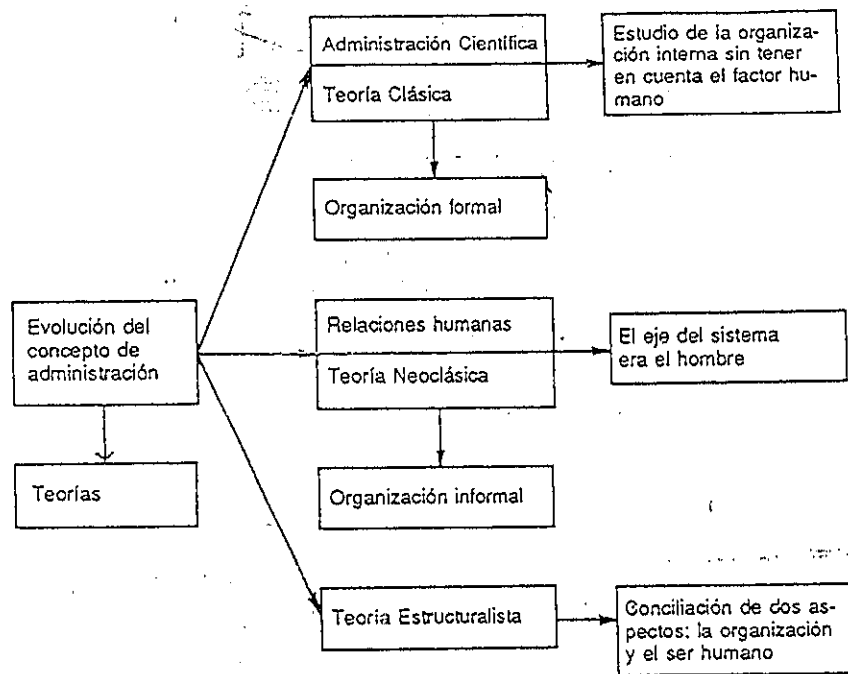 Administración Científica
Teoría Clásica
Estudio de la organiza-
ción interna sin tener
en cuenta el factor hu-
mano
Organización formal
Evolución del
concepto de
administración
Relaciones humanas
Teoría Neoclásica
El eje del sistema
era el hombre
Teorías
Organización informal
Teoría Estructuralista
Conciliación de dos as-
pectos: la organización
y el ser humano